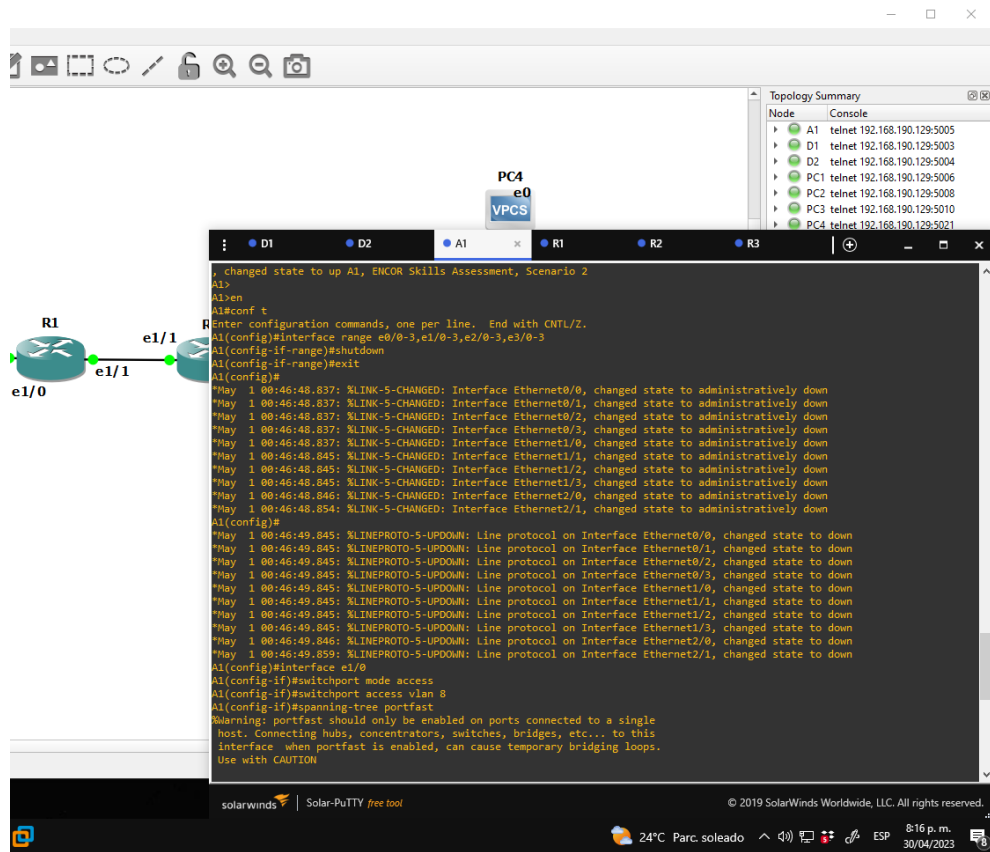 Topology Summary
Node Console
A1 telnet 192.168.190.129:5005
D1 telnet 192.168.190.129:5003
D2 telnet 192.168.190.129:5004
PC1 telnet 192.168.190.129:5006
PC2 telnet 192.168.190.129:5008
PC3 telnet 192.168.190.129:5010
PC4 telnet 192.168.190.129:5021
PC4
e0
VPCS
R1
e1/1
e1/1
e1/0
D1 D2 A1 × R1 R2 R3
, changed state to up A1, ENCOR Skills Assessment, Scenario 2
A1>
A1>en
A1#conf t
Enter configuration commands, one per line. End with CNTL/Z.
A1(config)#interface range e0/0-3,e1/0-3,e2/0-3,e3/0-3
A1(config-if-range)#shutdown
A1(config-if-range)#exit
A1(config)#
*May 1 00:46:48.837: %LINK-5-CHANGED: Interface Ethernet0/0, changed state to administratively down
*May 1 00:46:48.837: %LINK-5-CHANGED: Interface Ethernet0/1, changed state to administratively down
*May 1 00:46:48.837: %LINK-5-CHANGED: Interface Ethernet0/2, changed state to administratively down
*May 1 00:46:48.837: %LINK-5-CHANGED: Interface Ethernet0/3, changed state to administratively down
*May 1 00:46:48.837: %LINK-5-CHANGED: Interface Ethernet1/0, changed state to administratively down
*May 1 00:46:48.845: %LINK-5-CHANGED: Interface Ethernet1/1, changed state to administratively down
*May 1 00:46:48.845: %LINK-5-CHANGED: Interface Ethernet1/2, changed state to administratively down
*May 1 00:46:48.845: %LINK-5-CHANGED: Interface Ethernet1/3, changed state to administratively down
*May 1 00:46:48.846: %LINK-5-CHANGED: Interface Ethernet2/0, changed state to administratively down
*May 1 00:46:48.854: %LINK-5-CHANGED: Interface Ethernet2/1, changed state to administratively down
A1(config)#
*May 1 00:46:49.845: %LINEPROTO-5-UPDOWN: Line protocol on Interface Ethernet0/0, changed state to down
*May 1 00:46:49.845: %LINEPROTO-5-UPDOWN: Line protocol on Interface Ethernet0/1, changed state to down
*May 1 00:46:49.845: %LINEPROTO-5-UPDOWN: Line protocol on Interface Ethernet0/2, changed state to down
*May 1 00:46:49.845: %LINEPROTO-5-UPDOWN: Line protocol on Interface Ethernet0/3, changed state to down
*May 1 00:46:49.845: %LINEPROTO-5-UPDOWN: Line protocol on Interface Ethernet1/0, changed state to down
*May 1 00:46:49.845: %LINEPROTO-5-UPDOWN: Line protocol on Interface Ethernet1/1, changed state to down
*May 1 00:46:49.845: %LINEPROTO-5-UPDOWN: Line protocol on Interface Ethernet1/2, changed state to down
*May 1 00:46:49.845: %LINEPROTO-5-UPDOWN: Line protocol on Interface Ethernet1/3, changed state to down
*May 1 00:46:49.846: %LINEPROTO-5-UPDOWN: Line protocol on Interface Ethernet2/0, changed state to down
*May 1 00:46:49.859: %LINEPROTO-5-UPDOWN: Line protocol on Interface Ethernet2/1, changed state to down
A1(config)#interface e1/0
A1(config-if)#switchport mode access
A1(config-if)#switchport access vlan 8
A1(config-if)#spanning-tree portfast
%Warning: portfast should only be enabled on ports connected to a single
host. Connecting hubs, concentrators, switches, bridges, etc... to this
interface when portfast is enabled, can cause temporary bridging loops.
Use with CAUTION
solarwinds | Solar-PuTTY free tool © 2019 SolarWinds Worldwide, LLC. All rights reserved.
24°C Parc. soleado ESP 8:16 p. m.
30/04/2023
8